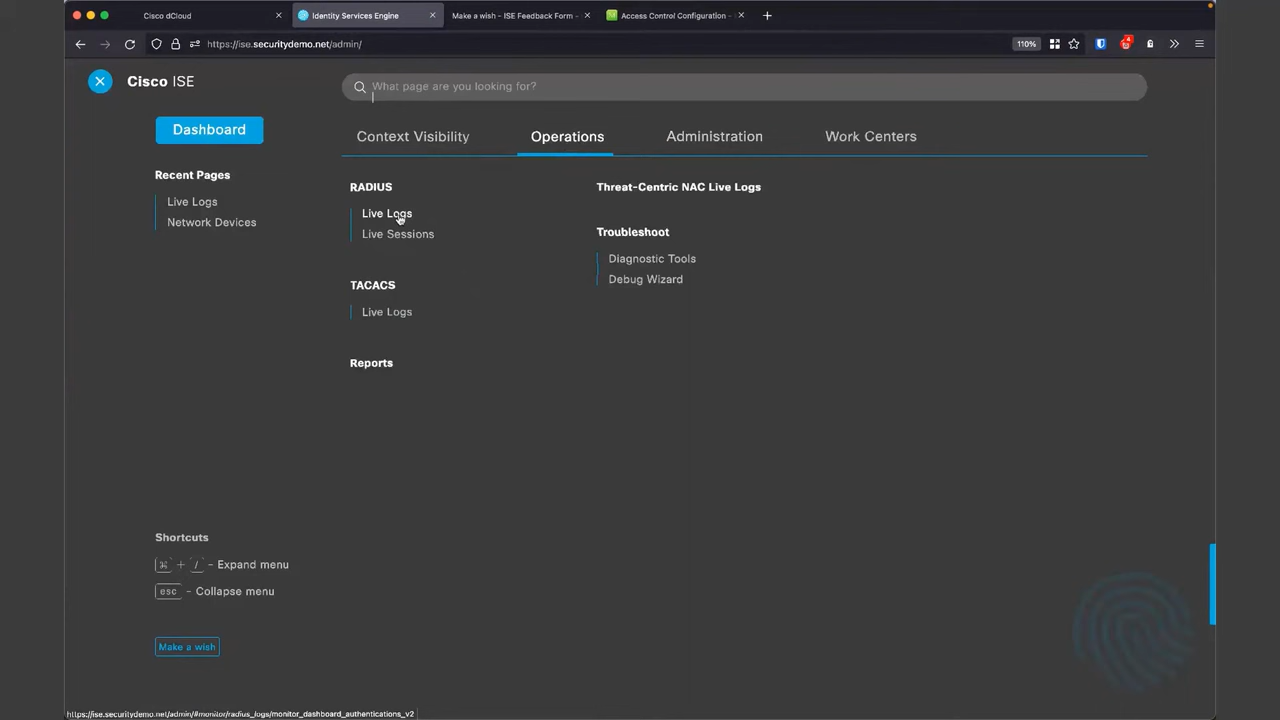 Cisco dCloud
Identity Services Engine
Make a wish - ISE Feedback Form -
Access Control Configuration -
https://ise.securitydemo.net/admin/
110%
4
Cisco ISE
What page are you looking for?
Dashboard
Context Visibility
Operations
Administration
Work Centers
Recent Pages
Live Logs
Network Devices
RADIUS
Live Logs
Live Sessions
TACACS
Live Logs
Reports
Threat-Centric NAC Live Logs
Troubleshoot
Diagnostic Tools
Debug Wizard
Shortcuts
⌘ + / - Expand menu
esc - Collapse menu
Make a wish
https://ise.securitydemo.net/admin/#monitor/radius_logs/monitor_dashboard_authentications_v2